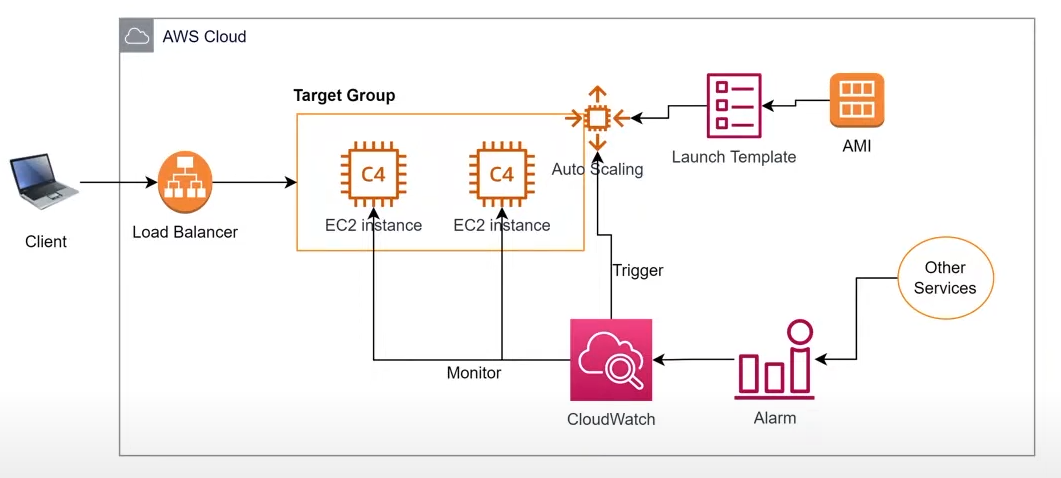 AWS Cloud
Target Group
C4
C4
EC2 instance
EC2 instance
Auto Scaling
Launch Template
AMI
Client
Load Balancer
Trigger
Other
Services
Monitor
CloudWatch
Alarm